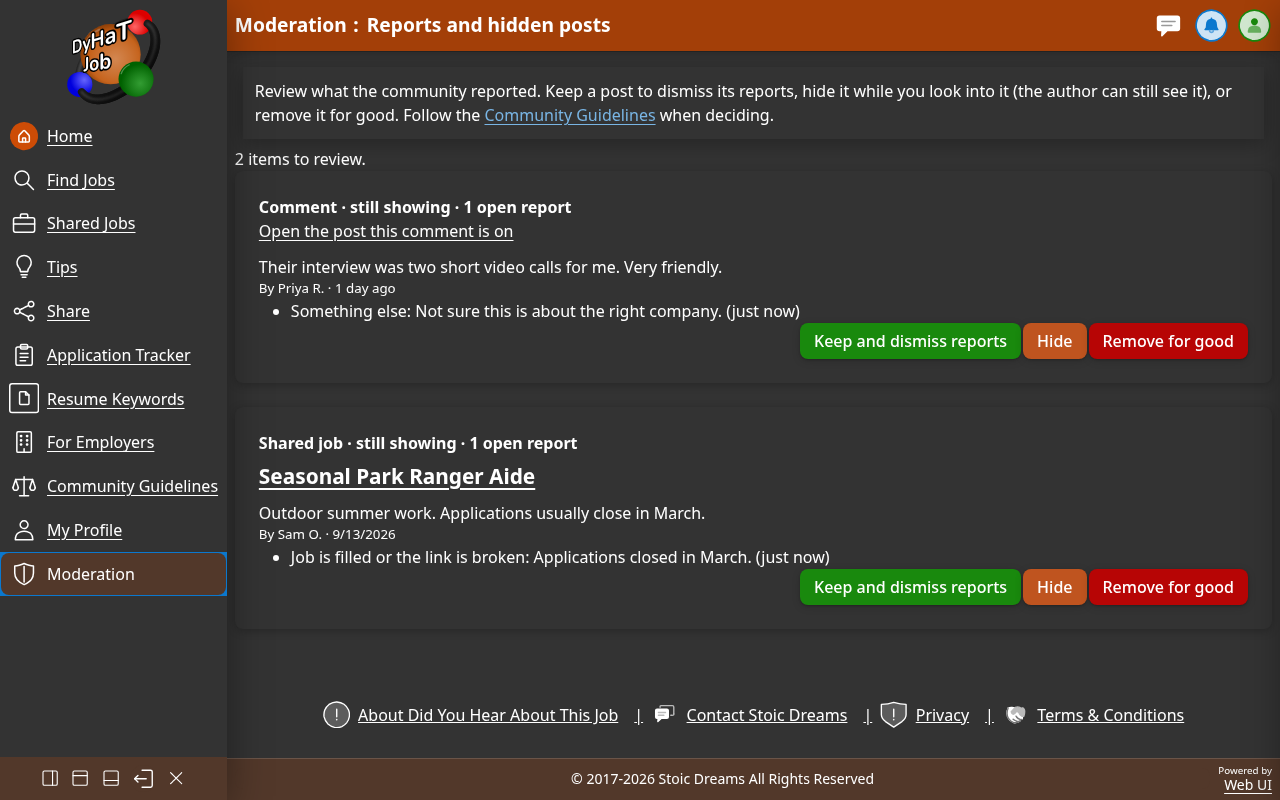 DyHaT
Job
Home
Find Jobs
Shared Jobs
Tips
Share
Application Tracker
Resume Keywords
For Employers
Community Guidelines
My Profile
Moderation
Moderation : Reports and hidden posts
Review what the community reported. Keep a post to dismiss its reports, hide it while you look into it (the author can still see it), or
remove it for good. Follow the Community Guidelines when deciding.
2 items to review.
Comment · still showing · 1 open report
Open the post this comment is on
Their interview was two short video calls for me. Very friendly.
By Priya R. · 1 day ago
• Something else: Not sure this is about the right company. (just now)
Keep and dismiss reports Hide Remove for good
Shared job · still showing · 1 open report
Seasonal Park Ranger Aide
Outdoor summer work. Applications usually close in March.
By Sam O. · 9/13/2026
• Job is filled or the link is broken: Applications closed in March. (just now)
Keep and dismiss reports Hide Remove for good
About Did You Hear About This Job | Contact Stoic Dreams | Privacy | Terms & Conditions
© 2017-2026 Stoic Dreams All Rights Reserved
Powered by
Web UI